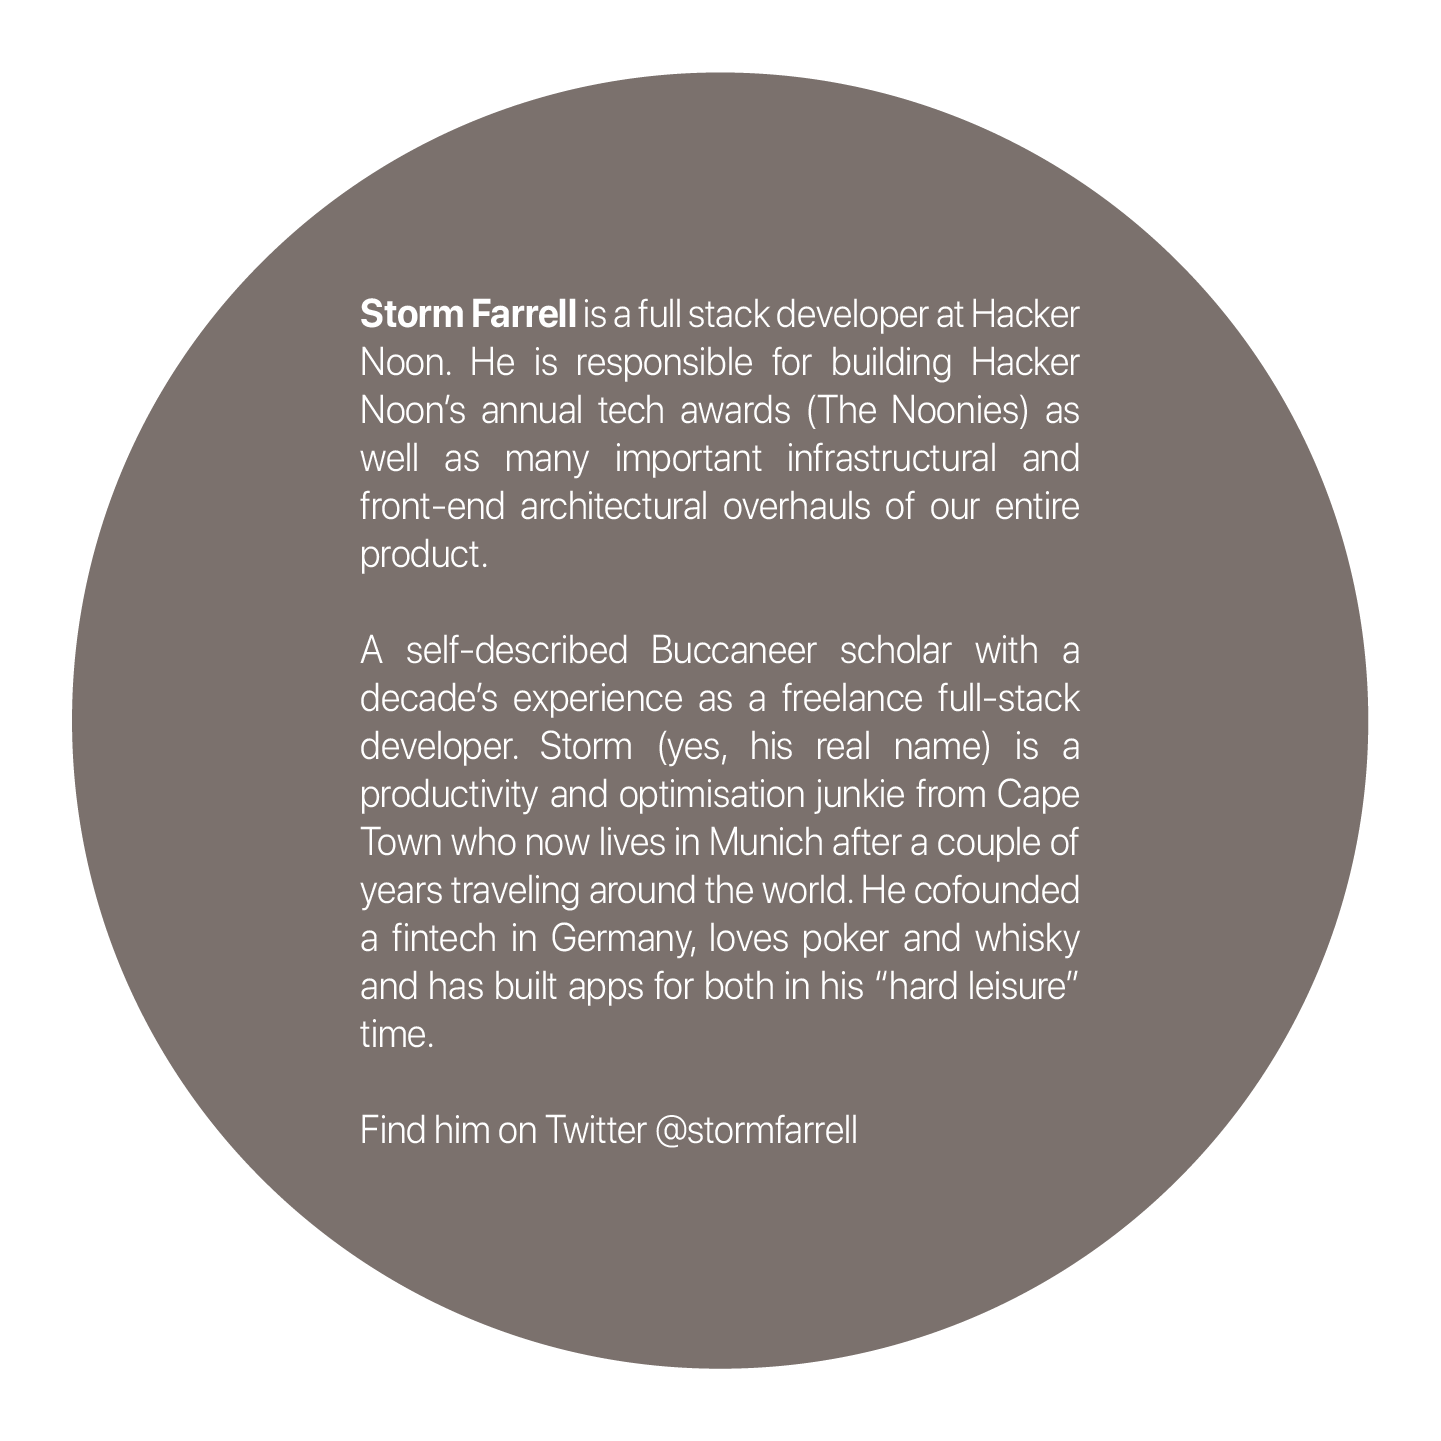 Storm Farrell is a full stack developer at Hacker
Noon. He is responsible for building Hacker
Noon’s annual tech awards (The Noonies) as
well as many important infrastructural and
front-end architectural overhauls of our entire
product.
A self-described Buccaneer scholar with a
decade’s experience as a freelance full-stack
developer. Storm (yes, his real name) is a
productivity and optimisation junkie from Cape
Town who now lives in Munich after a couple of
years traveling around the world. He cofounded
a fintech in Germany, loves poker and whisky
and has built apps for both in his “hard leisure”
time.
Find him on Twitter @stormfarrell